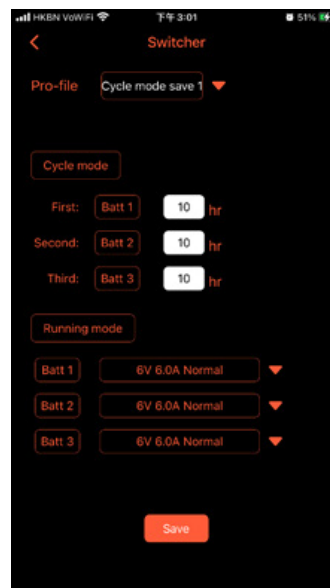 HKBN VoWiFi 下午3:01 51%
Switcher
Pro-file Cycle mode save 1
Cycle mode
First: Batt 1 10 hr
Second: Batt 2 10 hr
Third: Batt 3 10 hr
Running mode
Batt 1 6V 6.0A Normal
Batt 2 6V 6.0A Normal
Batt 3 6V 6.0A Normal
Save